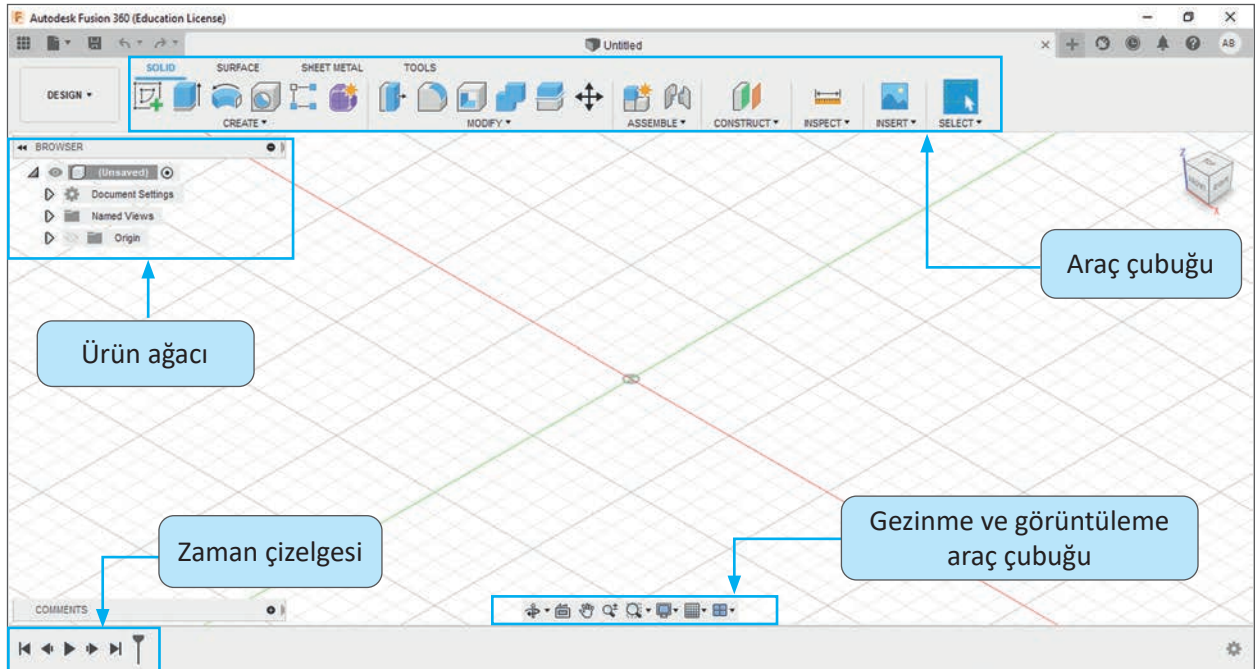 Autodesk Fusion 360 (Education License)
Untitled
AB
DESIGN
SOLID SURFACE SHEET METAL TOOLS
CREATE MODIFY ASSEMBLE CONSTRUCT INSPECT INSERT SELECT
BROWSER
(Unsaved)
Document Settings
Named Views
Origin
Z
TOP
X
Araç çubuğu
Ürün ağacı
Zaman çizelgesi
Gezinme ve görüntüleme
araç çubuğu
COMMENTS